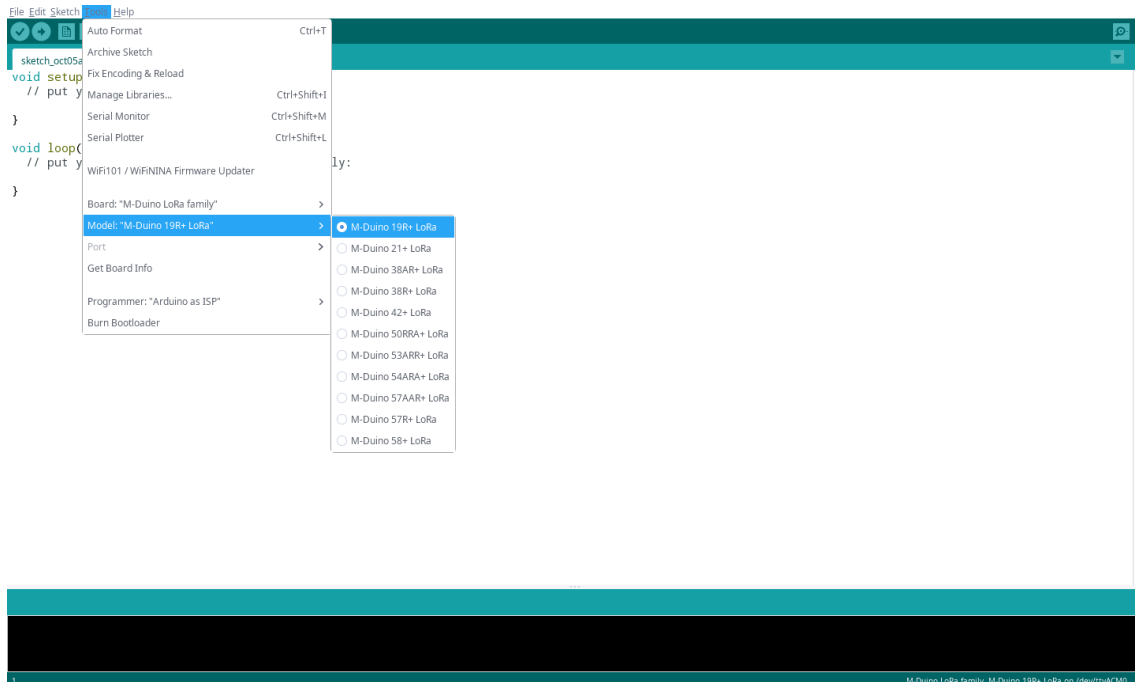 File Edit Sketch Tools Help
sketch_oct05a
void setup
// put y
}
void loop(
// put y ly:
}
Auto Format Ctrl+T
Archive Sketch
Fix Encoding & Reload
Manage Libraries... Ctrl+Shift+I
Serial Monitor Ctrl+Shift+M
Serial Plotter Ctrl+Shift+L
WiFi101 / WiFiNINA Firmware Updater
Board: "M-Duino LoRa family"
Model: "M-Duino 19R+ LoRa"
Port
Get Board Info
Programmer: "Arduino as ISP"
Burn Bootloader
M-Duino 19R+ LoRa
M-Duino 21+ LoRa
M-Duino 38AR+ LoRa
M-Duino 38R+ LoRa
M-Duino 42+ LoRa
M-Duino 50RRA+ LoRa
M-Duino 53ARR+ LoRa
M-Duino 54ARA+ LoRa
M-Duino 57AAR+ LoRa
M-Duino 57R+ LoRa
M-Duino 58+ LoRa
1 M-Duino LoRa family, M-Duino 19R+ LoRa on /dev/ttyACM0